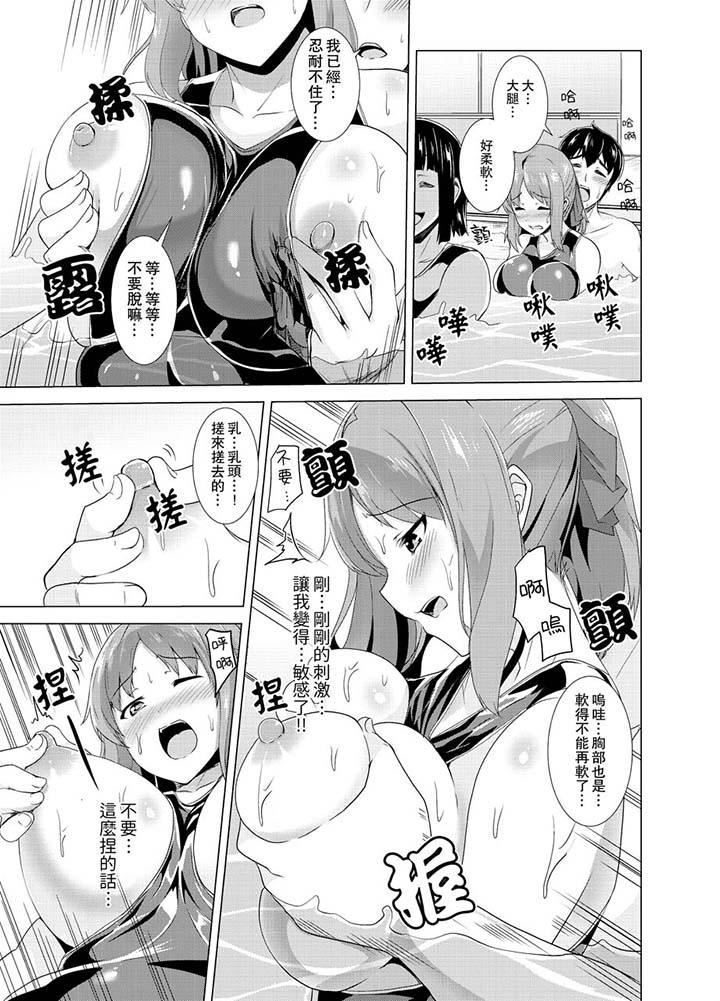 大…
大腿…
好柔軟…
哈啊
哈啊
哈啊
顫
啾噗
啾噗
嘩
嘩
我已經…
忍耐不住了…
揉
揉
露
等…等等…
不要脫嘛…
不要…
顫
啊
嗚
顫
剛…剛剛的刺激…
讓我變得…敏感了!!
嗚哇…胸部也是…
軟得不能再軟了…
捏
握
乳…乳頭…!
搓來搓去的…
搓
搓
呼啊
捏
不要…
這麼捏的話…